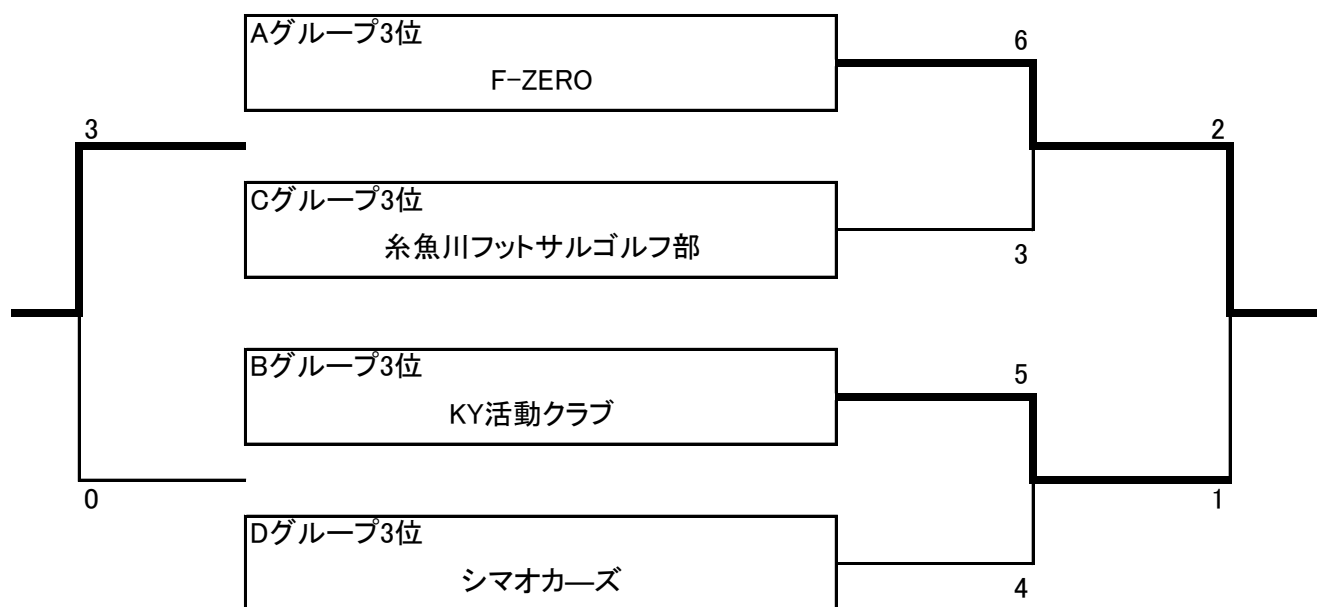 Aグループ3位
F-ZERO
6
3
2
Cグループ3位
糸魚川フットサルゴルフ部
3
Bグループ3位
KY活動クラブ
5
0
1
Dグループ3位
シマオカ―ズ
4